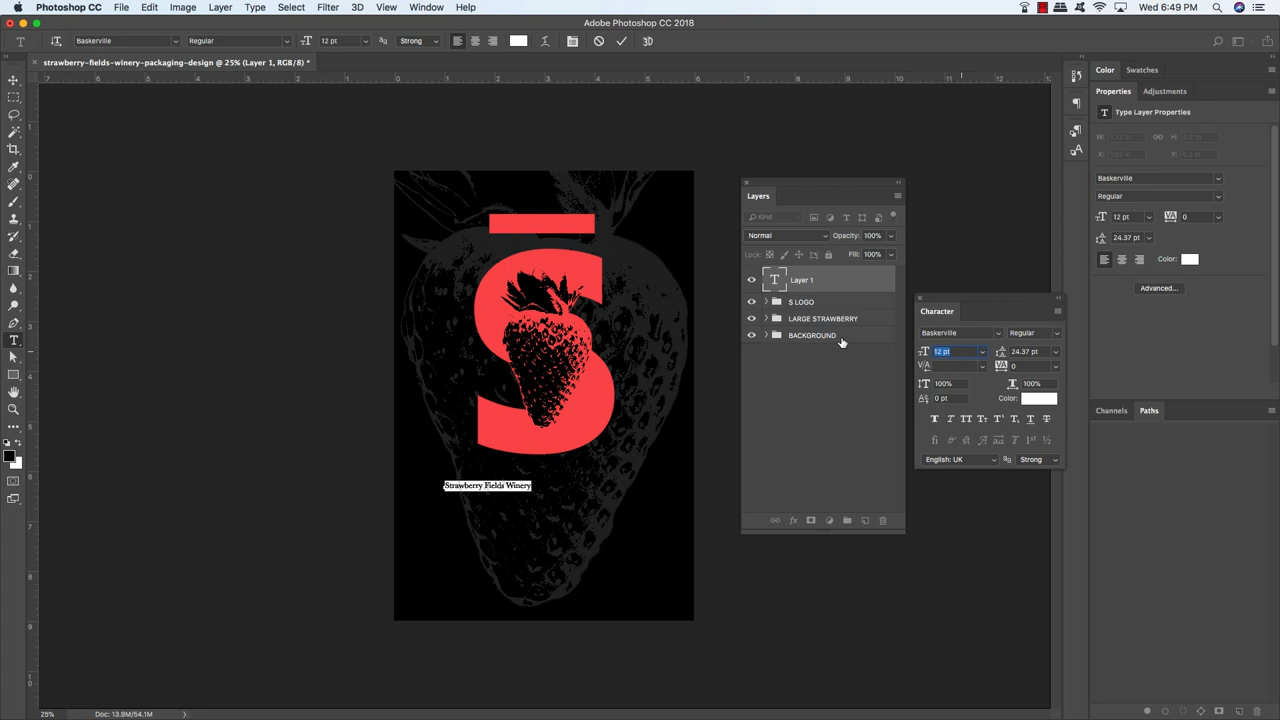 Photoshop CC File Edit Image Layer Type Select Filter 3D View Window Help Wed 6:49 PM
Adobe Photoshop CC 2018
Baskerville Regular 12 pt Strong 3D
strawberry-fields-winery-packaging-design @ 25% (Layer 1, RGB/8) *
Color Swatches
Properties Adjustments
Type Layer Properties
W: H:
X: Y:
Baskerville
Regular
12 pt 0
24.37 pt
Color:
Advanced...
Channels Paths
Layers
Kind
Normal Opacity: 100%
Lock: Fill: 100%
T Layer 1
S LOGO
LARGE STRAWBERRY
BACKGROUND
Character
Baskerville Regular
12 pt 24.37 pt
0
100% 100%
0 pt Color:
English: UK Strong
S
Strawberry Fields Winery
25% Doc: 13.9M/54.1M